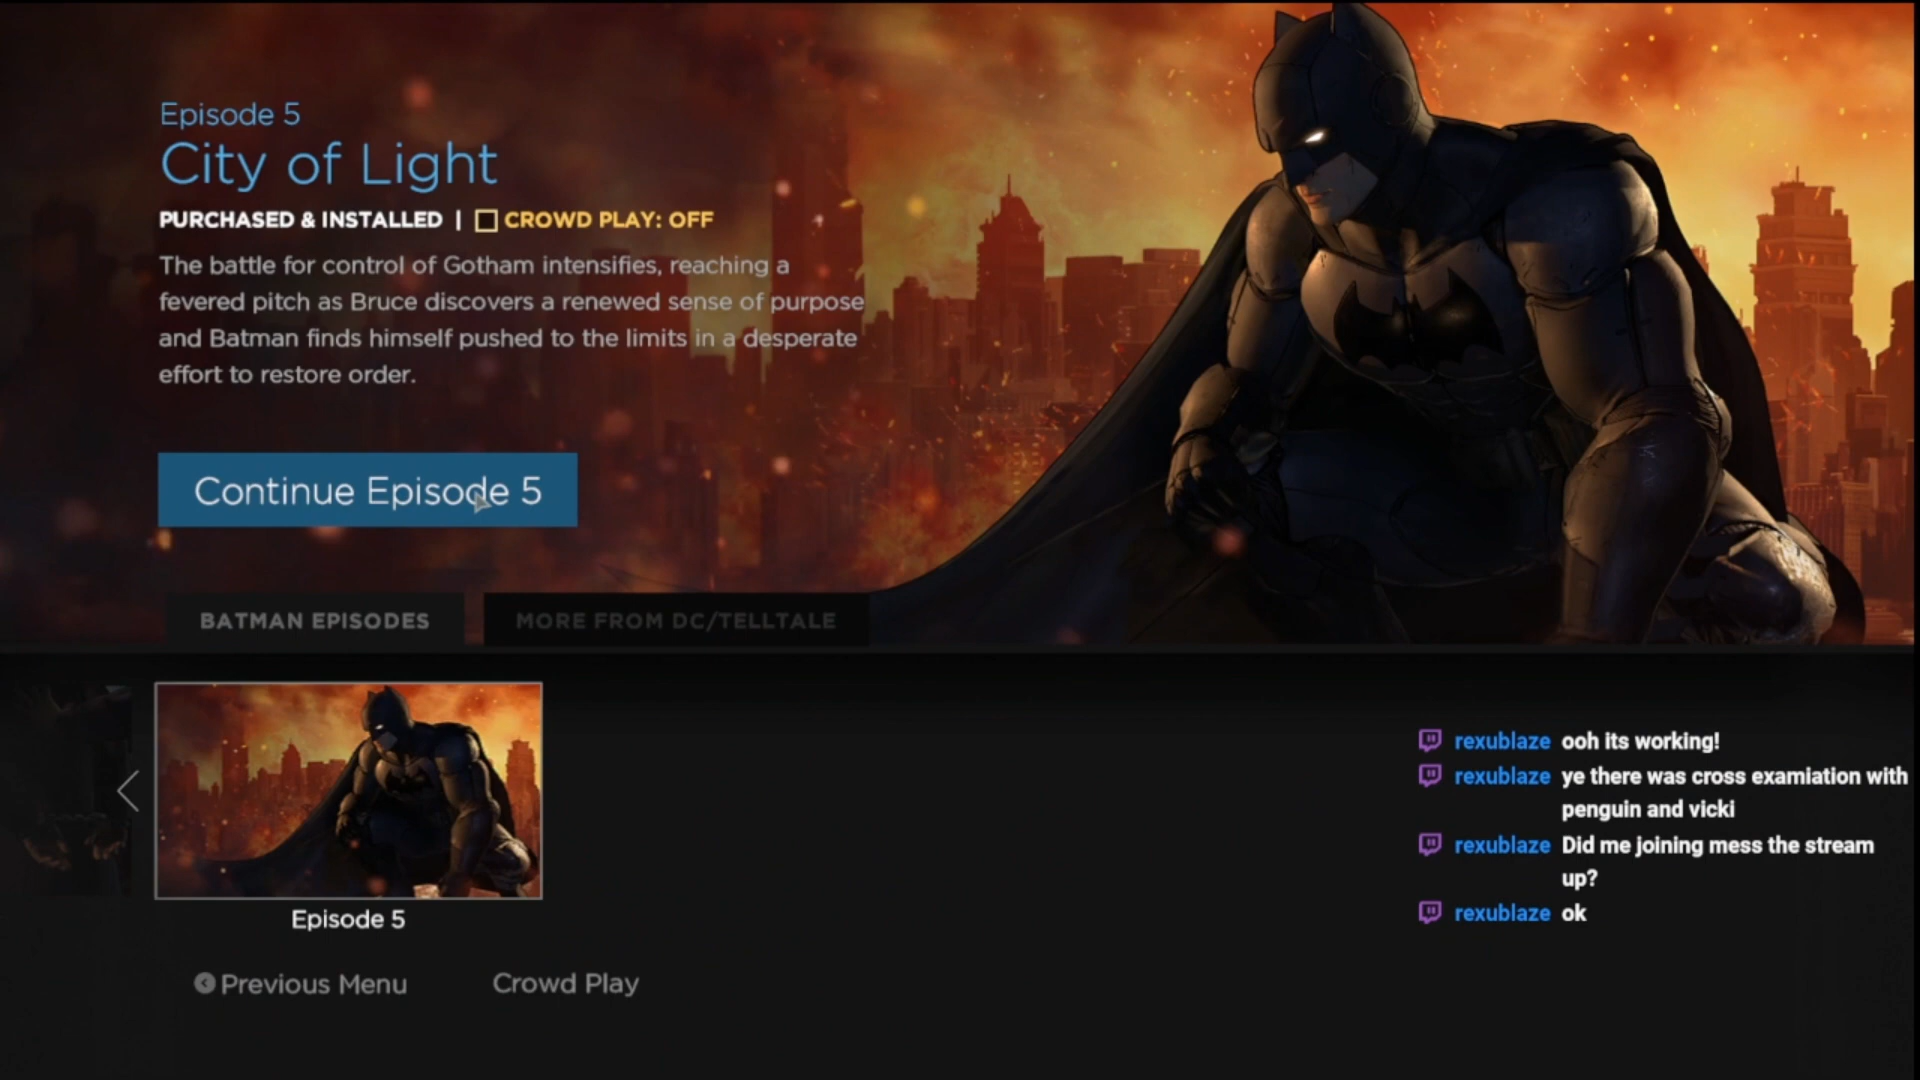 Episode 5
City of Light
PURCHASED & INSTALLED | CROWD PLAY: OFF
The battle for control of Gotham intensifies, reaching a
fevered pitch as Bruce discovers a renewed sense of purpose
and Batman finds himself pushed to the limits in a desperate
effort to restore order.
Continue Episode 5
BATMAN EPISODES
MORE FROM DC/TELLTALE
Episode 5
Previous Menu
Crowd Play
rexublaze ooh its working!
rexublaze ye there was cross examiation with
penguin and vicki
rexublaze Did me joining mess the stream
up?
rexublaze ok